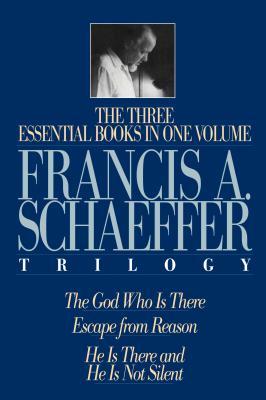 THE THREE
ESSENTIAL BOOKS IN ONE VOLUME
FRANCIS A.
SCHAEFFER
TRILOGY
The God Who Is There
Escape from Reason
He Is There and
He Is Not Silent